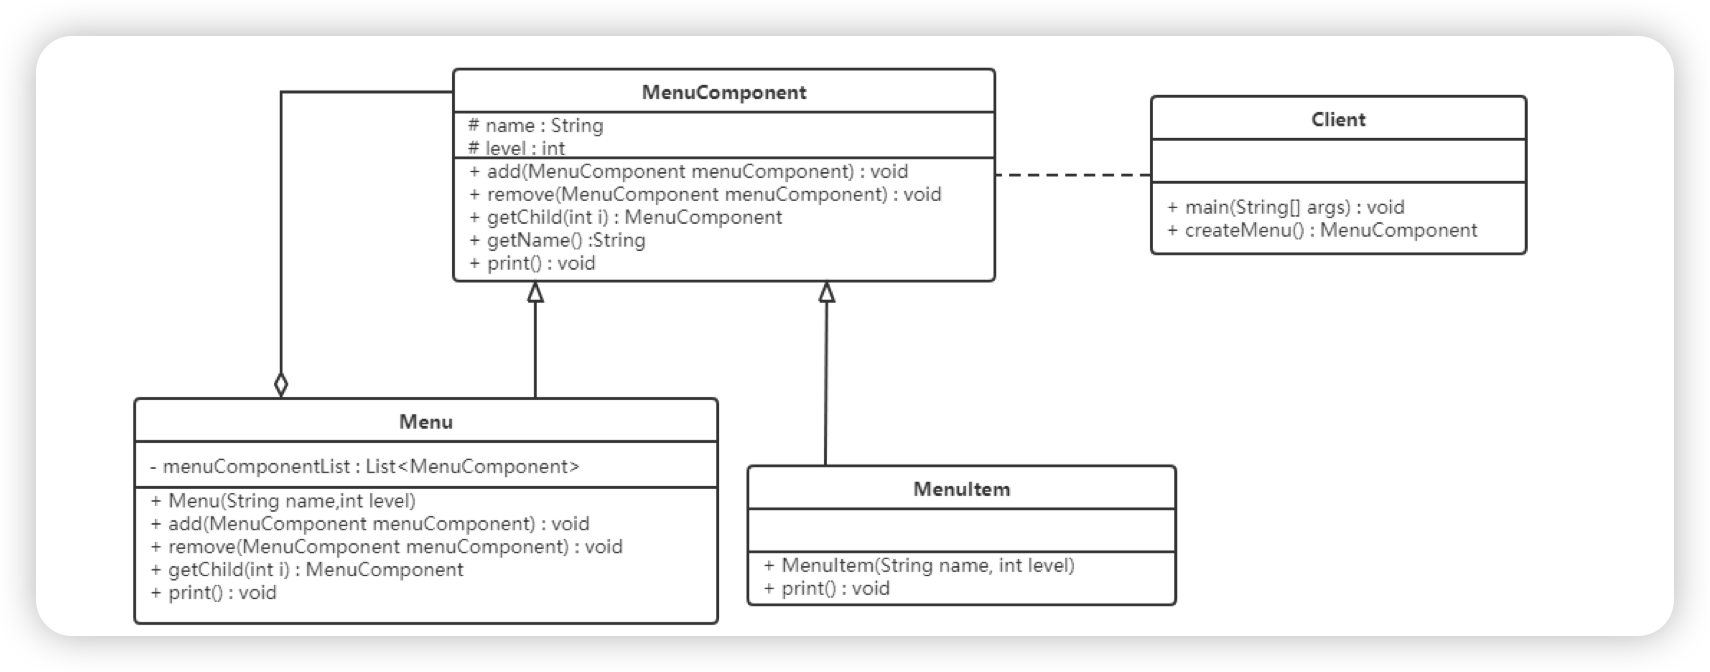 MenuComponent
# name : String
# level : int
+ add(MenuComponent menuComponent) : void
+ remove(MenuComponent menuComponent) : void
+ getChild(int i) : MenuComponent
+ getName() :String
+ print() : void
Client
+ main(String[] args) : void
+ createMenu() : MenuComponent
Menu
- menuComponentList : List<MenuComponent>
+ Menu(String name,int level)
+ add(MenuComponent menuComponent) : void
+ remove(MenuComponent menuComponent) : void
+ getChild(int i) : MenuComponent
+ print() : void
MenuItem
+ MenuItem(String name, int level)
+ print() : void